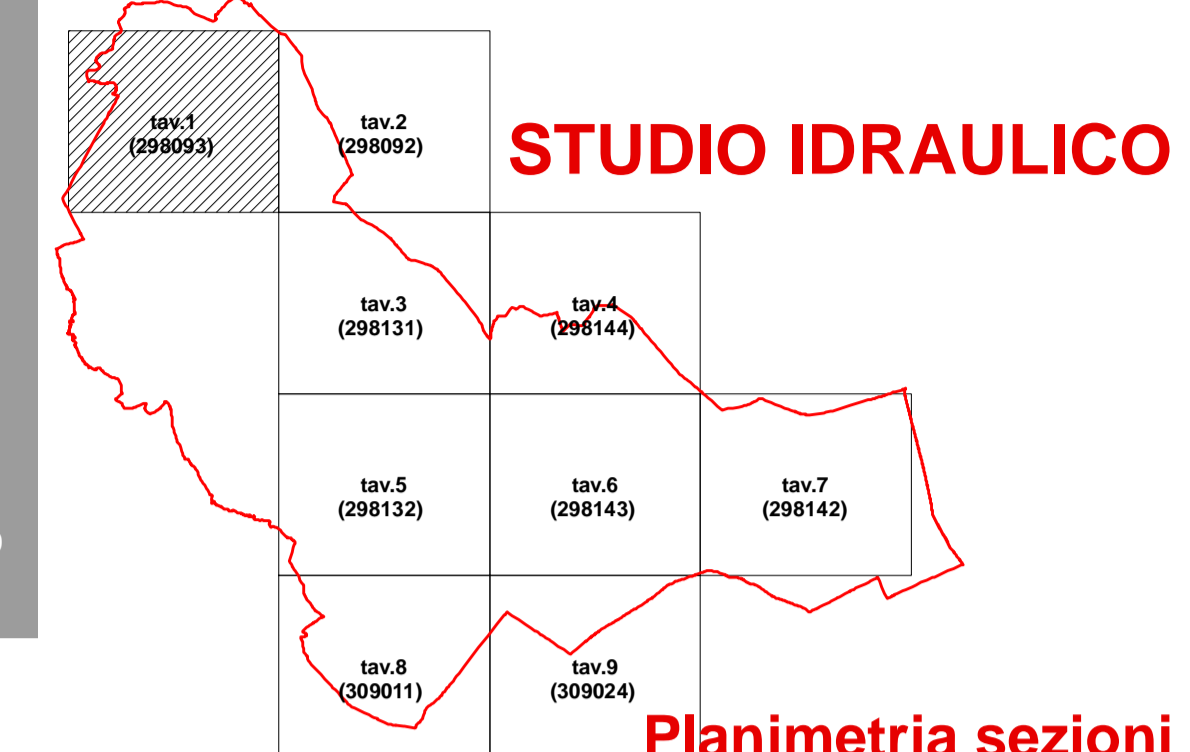 tav.1
(298093)
tav.2
(298092)
STUDIO IDRAULICO
tav.3
(298131)
tav.4
(298144)
tav.5
(298132)
tav.6
(298143)
tav.7
(298142)
tav.8
(309011)
tav.9
(309024)
Planimetria sezioni